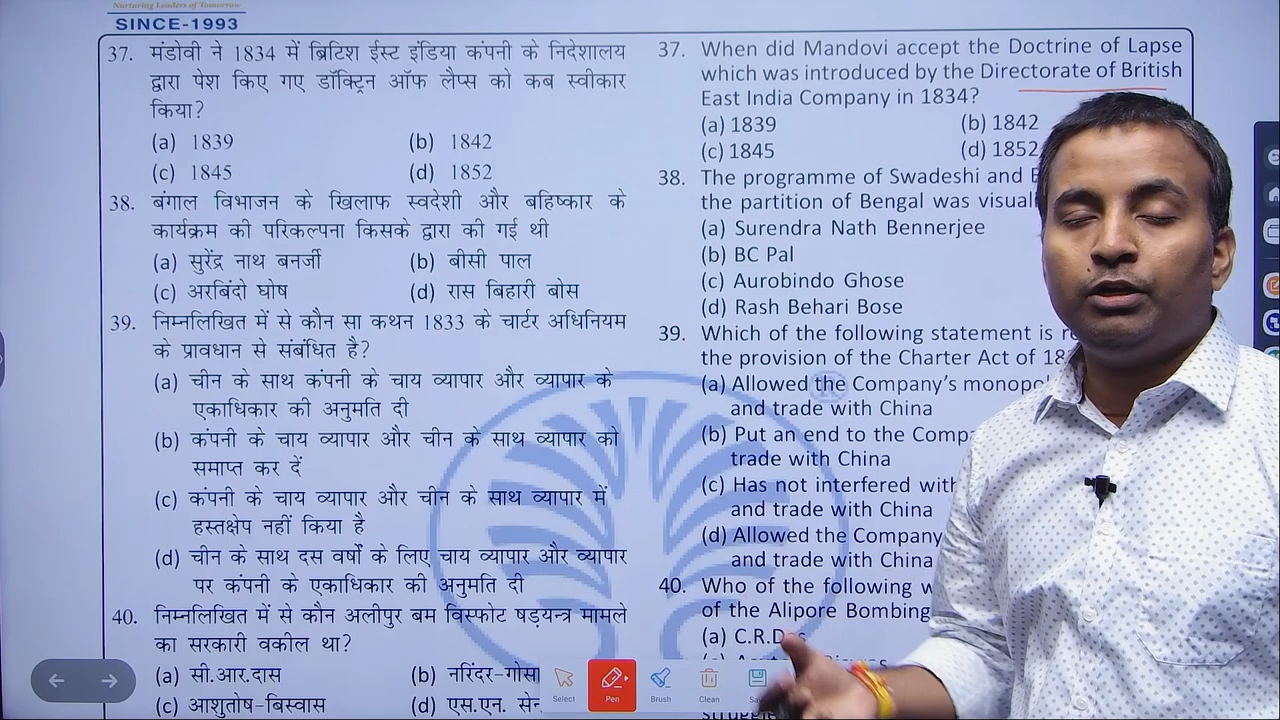 Nurturing Leaders of Tomorrow
SINCE-1993
37. मंडोवी ने 1834 में ब्रिटिश ईस्ट इंडिया कंपनी के निदेशालय
द्वारा पेश किए गए डॉक्ट्रिन ऑफ लैप्स को कब स्वीकार
किया?
(a) 1839 (b) 1842
(c) 1845 (d) 1852
38. बंगाल विभाजन के खिलाफ स्वदेशी और बहिष्कार के
कार्यक्रम की परिकल्पना किसके द्वारा की गई थी
(a) सुरेंद्र नाथ बनर्जी (b) बीसी पाल
(c) अरबिंदो घोष (d) रास बिहारी बोस
39. निम्नलिखित में से कौन सा कथन 1833 के चार्टर अधिनियम
के प्रावधान से संबंधित है?
(a) चीन के साथ कंपनी के चाय व्यापार और व्यापार के
एकाधिकार की अनुमति दी
(b) कंपनी के चाय व्यापार और चीन के साथ व्यापार को
समाप्त कर दें
(c) कंपनी के चाय व्यापार और चीन के साथ व्यापार में
हस्तक्षेप नहीं किया है
(d) चीन के साथ दस वर्षों के लिए चाय व्यापार और व्यापार
पर कंपनी के एकाधिकार की अनुमति दी
40. निम्नलिखित में से कौन अलीपुर बम विस्फोट षड़यन्त्र मामले
का सरकारी वकील था?
(a) सी.आर.दास (b) नरिंदर-गोसा
(c) आशुतोष-बिस्वास (d) एस.एन. सेन
37. When did Mandovi accept the Doctrine of Lapse
which was introduced by the Directorate of British
East India Company in 1834?
(a) 1839 (b) 1842
(c) 1845 (d) 1852
38. The programme of Swadeshi and
the partition of Bengal was
(a) Surendra Nath Bennerjee
(b) BC Pal
(c) Aurobindo Ghose
(d) Rash Behari Bose
39. Which of the following statement is
the provision of the Charter Act of
(a) Allowed the Company's
and trade with China
(b) Put an end to the
trade with China
(c) Has not interfered with
and trade with China
(d) Allowed the Company
and trade with China
40. Who of the following
of the Alipore Bombing
(a)
Select Pen Brush Clean